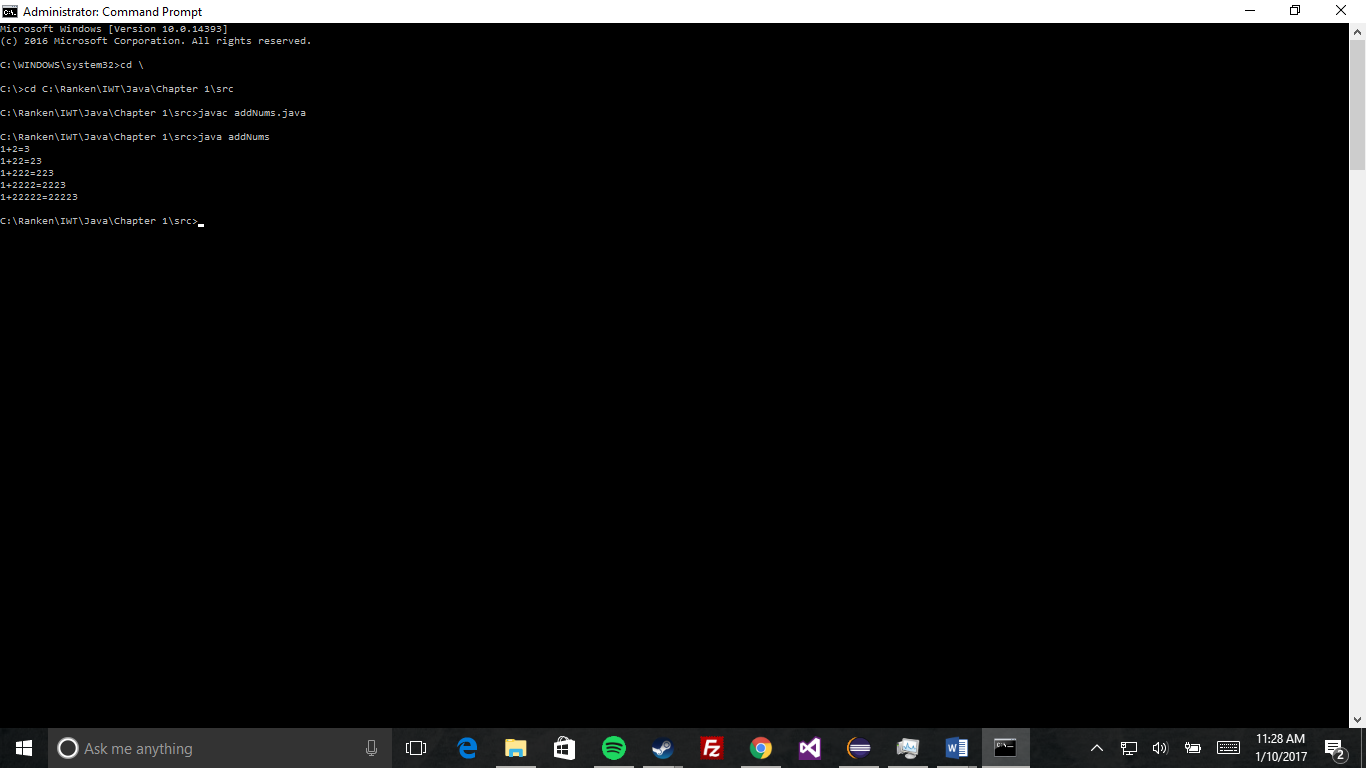 Administrator: Command Prompt
Microsoft Windows [Version 10.0.14393]
(c) 2016 Microsoft Corporation. All rights reserved.
C:\WINDOWS\system32>cd \
C:\>cd C:\Ranken\IWT\Java\Chapter 1\src
C:\Ranken\IWT\Java\Chapter 1\src>javac addNums.java
C:\Ranken\IWT\Java\Chapter 1\src>java addNums
1+2=3
1+22=23
1+222=223
1+2222=2223
1+22222=22223
C:\Ranken\IWT\Java\Chapter 1\src>
Ask me anything
11:28 AM
1/10/2017
2